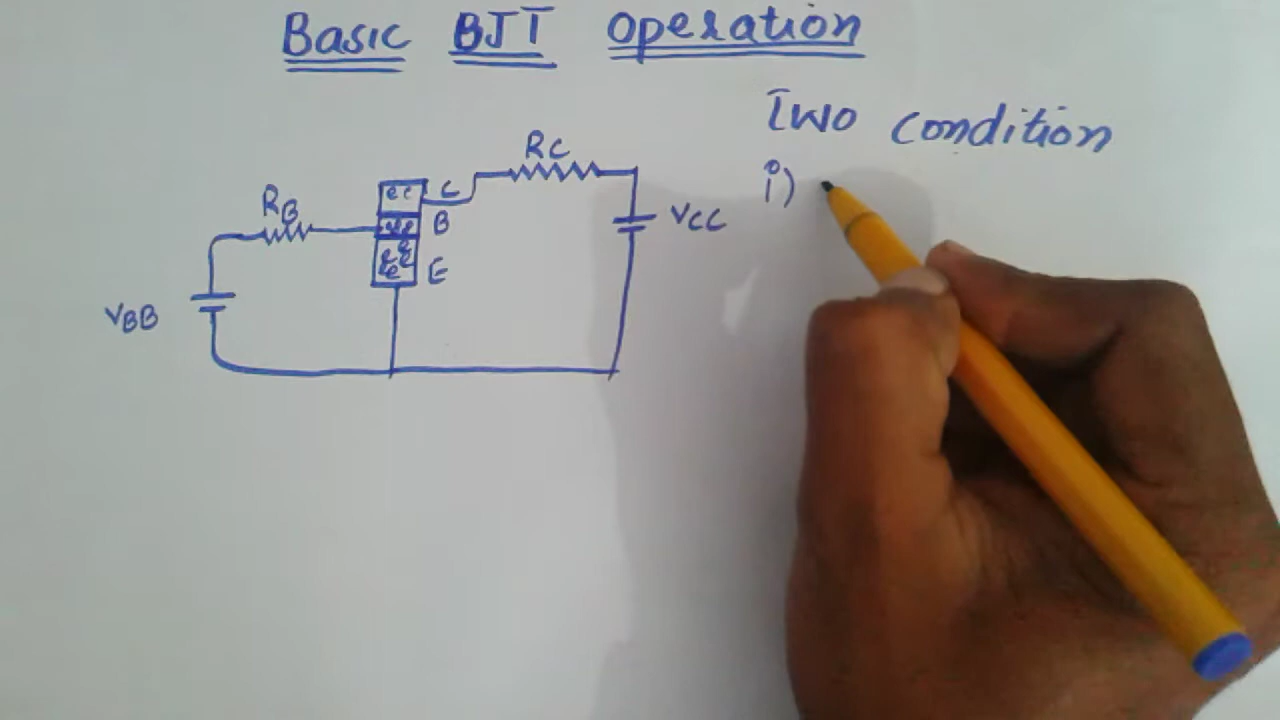 Basic BJT Operation
Two condition
i)
RC
RB
C
B
E
VCC
VBB